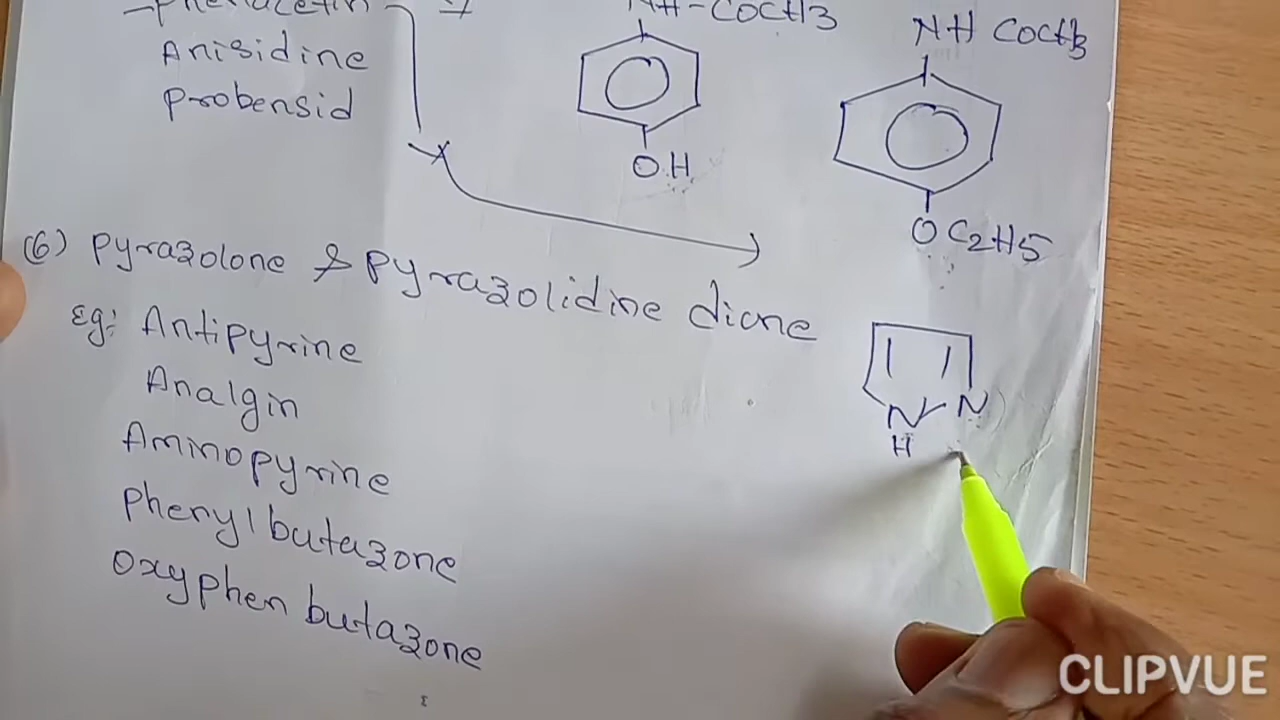 -Phenacetin
Anisidine
Probensid
NH-COCH3
OH
NH COCH3
OC2H5
(6) Pyrazolone & Pyrazolidine dione
Eg: Antipyrine
Analgin
Aminopyrine
Phenylbutazone
Oxyphen butazone
N N
H
CLIPVUE